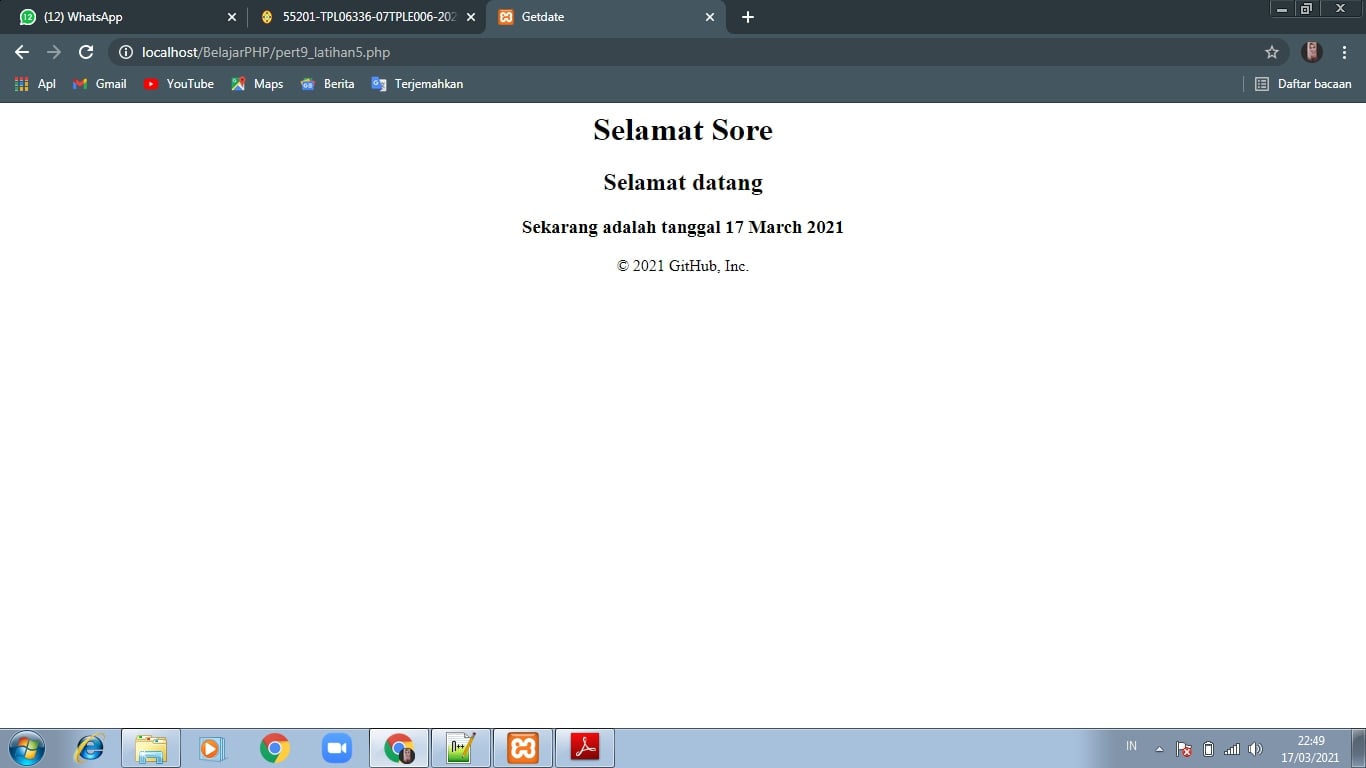 (12) WhatsApp
55201-TPL06336-07TPLE006-202
Getdate
localhost/BelajarPHP/pert9_latihan5.php
Apl Gmail YouTube Maps Berita Terjemahkan Daftar bacaan
Selamat Sore
Selamat datang
Sekarang adalah tanggal 17 March 2021
© 2021 GitHub, Inc.
IN
22:49
17/03/2021